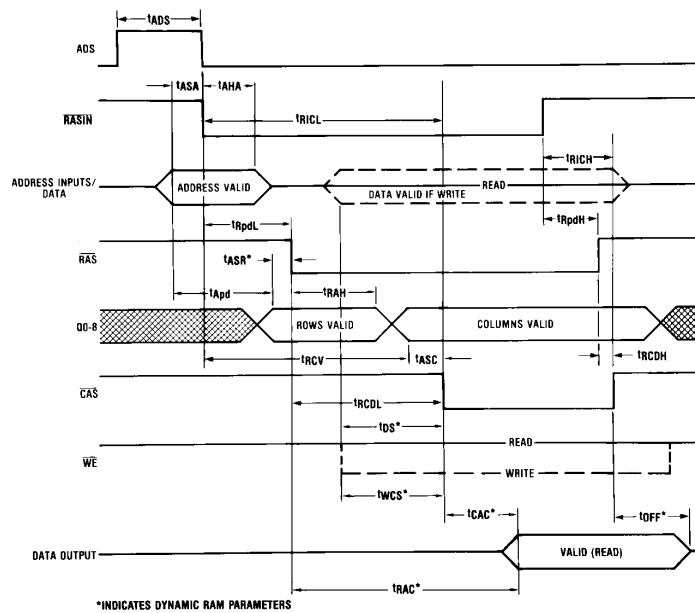 tADS
ADS
tASA
tAHA
RASIN
tRICL
tRICH
ADDRESS INPUTS/
DATA
ADDRESS VALID
READ
DATA VALID IF WRITE
tRpdL
tRpdH
RAS
tASR*
tApd
tRAH
Q0-8
ROWS VALID
COLUMNS VALID
tRCV
tASC
tRCDH
CAS
tRCDL
tDS*
READ
WE
WRITE
tWCS*
tCAC*
tOFF*
DATA OUTPUT
VALID (READ)
tRAC*
*INDICATES DYNAMIC RAM PARAMETERS